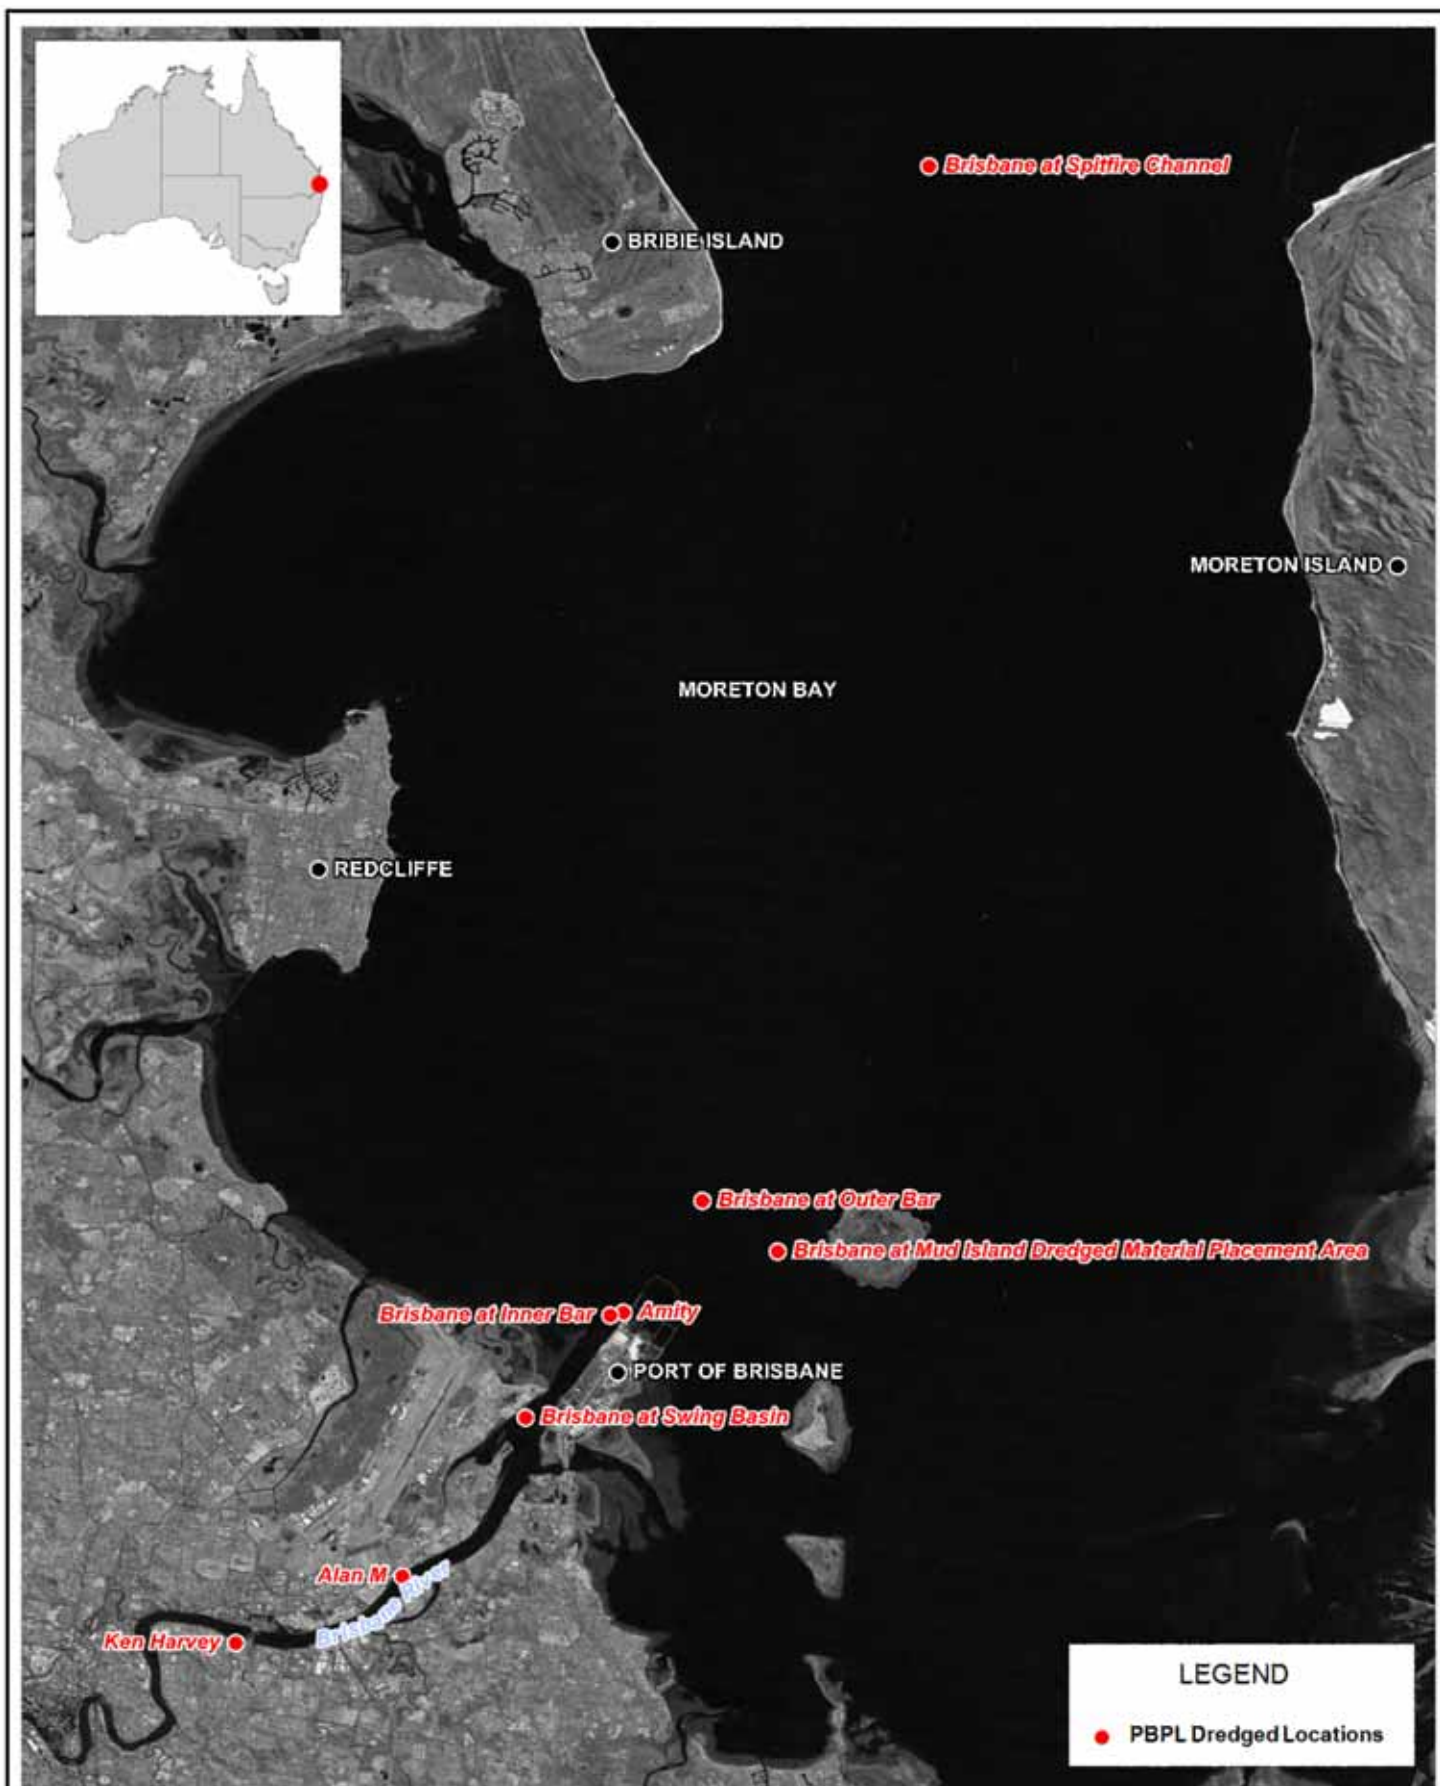 Brisbane at Spitfire Channel
BRIBIE ISLAND
MORETON ISLAND
MORETON BAY
REDCLIFFE
Brisbane at Outer Bar
Brisbane at Mud Island Dredged Material Placement Area
Brisbane at Inner Bar
Amity
PORT OF BRISBANE
Brisbane at Swing Basin
Alan M
Brisbane River
Ken Harvey
LEGEND
PBPL Dredged Locations